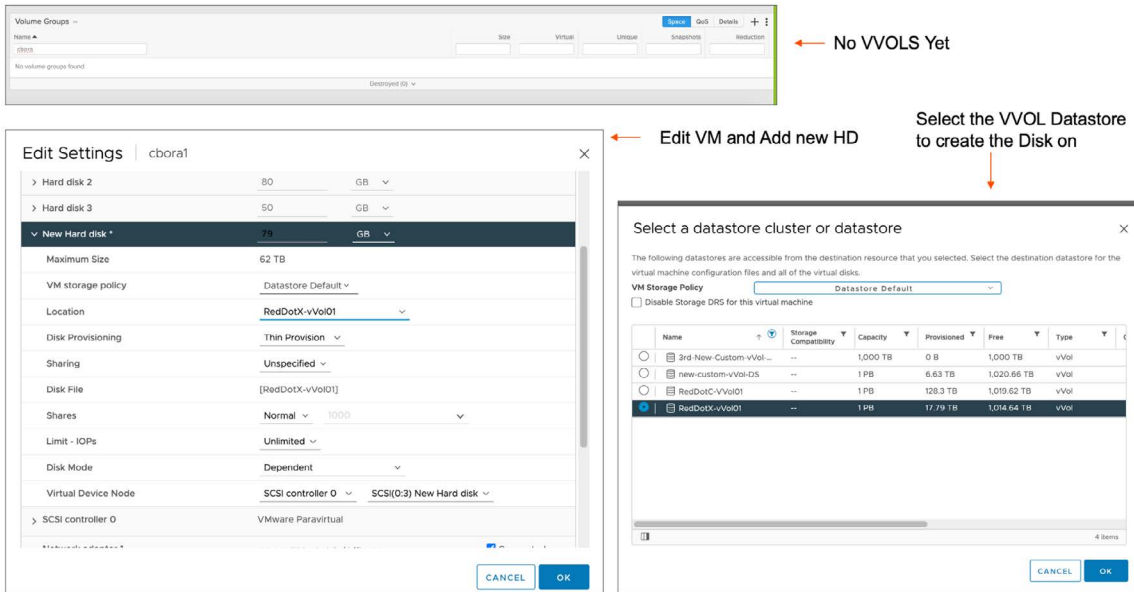 Volume Groups
Space QoS Details
Name Size Virtual Unique Snapshots Reduction
cbora
No volume groups found.
Destroyed (0)
No VVOLS Yet
Edit VM and Add new HD
Select the VVOL Datastore
to create the Disk on
Edit Settings | cbora1
Hard disk 2 80 GB
Hard disk 3 50 GB
New Hard disk * 79 GB
Maximum Size 62 TB
VM storage policy Datastore Default
Location RedDotX-vVol01
Disk Provisioning Thin Provision
Sharing Unspecified
Disk File [RedDotX-vVol01]
Shares Normal 1000
Limit - IOPs Unlimited
Disk Mode Dependent
Virtual Device Node SCSI controller 0 SCSI(0:3) New Hard disk
SCSI controller 0 VMware Paravirtual
CANCEL OK
Select a datastore cluster or datastore
The following datastores are accessible from the destination resource that you selected. Select the destination datastore for the
virtual machine configuration files and all of the virtual disks.
VM Storage Policy Datastore Default
Disable Storage DRS for this virtual machine
Name Storage Compatibility Capacity Provisioned Free Type
3rd-New-Custom-vVol-... -- 1,000 TB 0 B 1,000 TB vVol
new-custom-vVol-DS -- 1 PB 6.63 TB 1,020.66 TB vVol
RedDotC-VVol01 -- 1 PB 128.3 TB 1,019.62 TB vVol
RedDotX-vVol01 -- 1 PB 17.79 TB 1,014.64 TB vVol
4 items
CANCEL OK